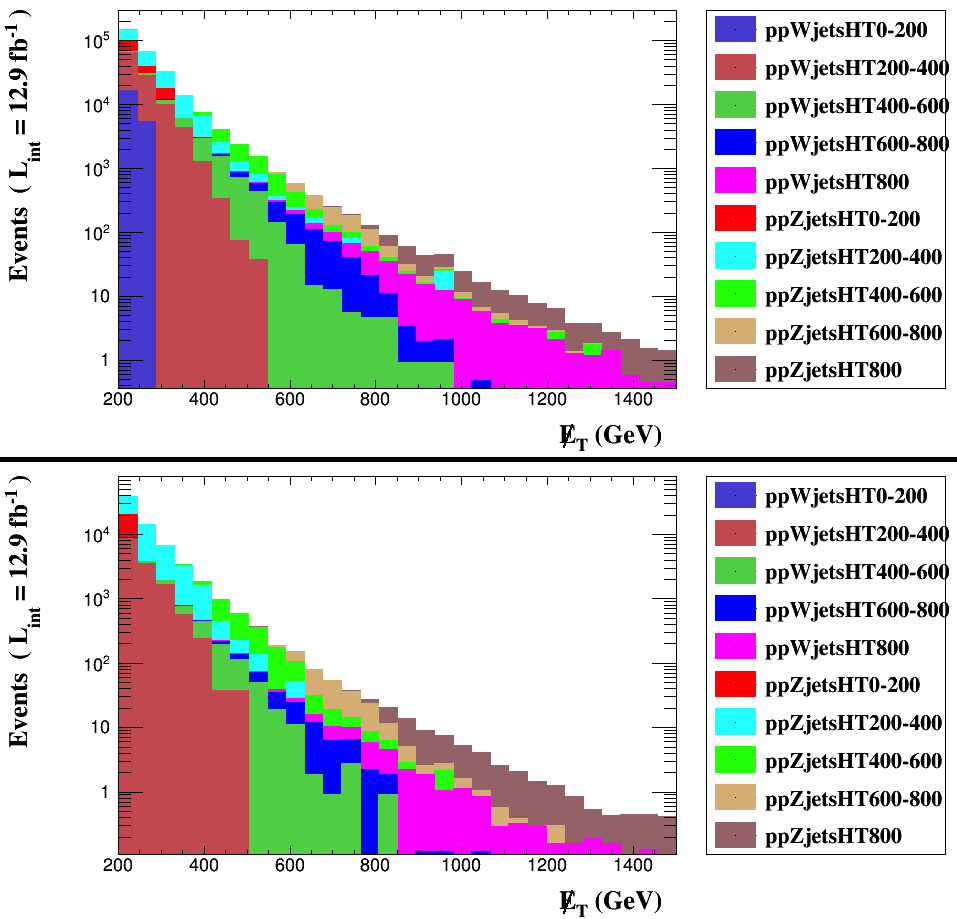 Events ( L_int = 12.9 fb^-1 )
10^5
10^4
10^3
10^2
10
1
200 400 600 800 1000 1200 1400
E̸_T (GeV)
ppWjetsHT0-200
ppWjetsHT200-400
ppWjetsHT400-600
ppWjetsHT600-800
ppWjetsHT800
ppZjetsHT0-200
ppZjetsHT200-400
ppZjetsHT400-600
ppZjetsHT600-800
ppZjetsHT800
Events ( L_int = 12.9 fb^-1 )
10^4
10^3
10^2
10
1
200 400 600 800 1000 1200 1400
E̸_T (GeV)
ppWjetsHT0-200
ppWjetsHT200-400
ppWjetsHT400-600
ppWjetsHT600-800
ppWjetsHT800
ppZjetsHT0-200
ppZjetsHT200-400
ppZjetsHT400-600
ppZjetsHT600-800
ppZjetsHT800